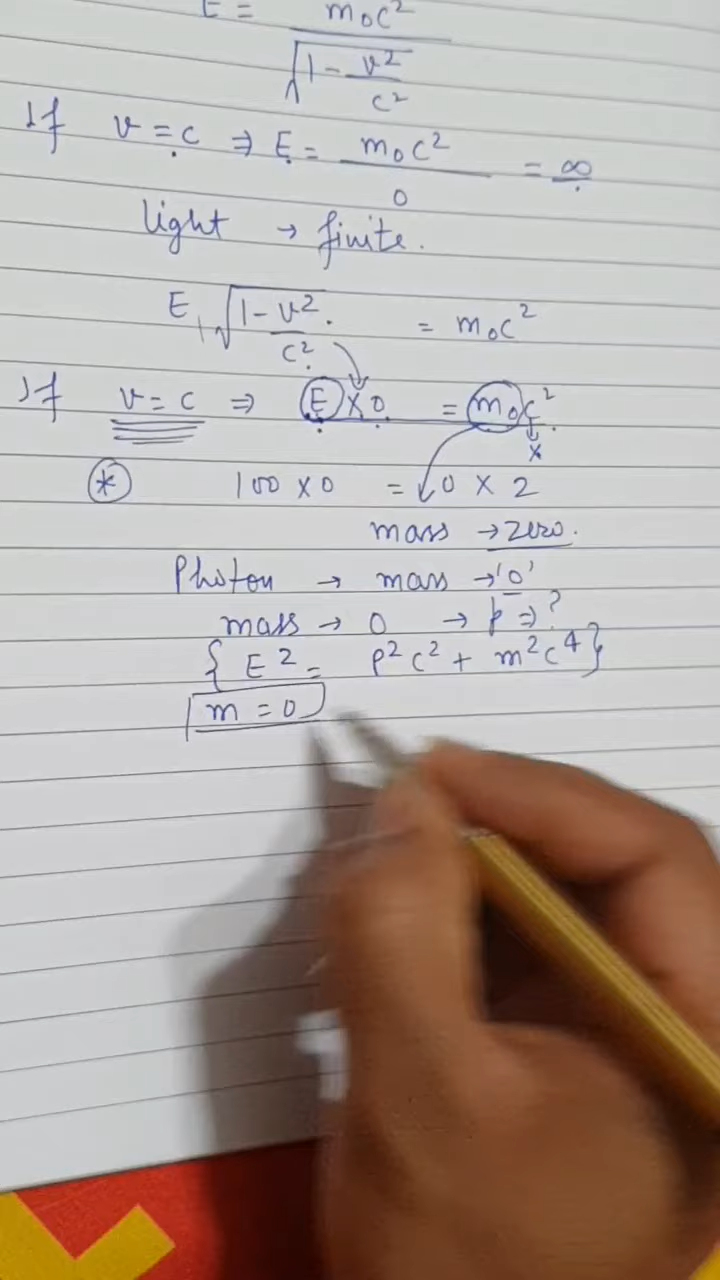 E = m₀c² / √(1 - v²/c²)
If v = c ⇒ E = m₀c² / 0 = ∞
light → finite.
E √(1 - v²/c²) = m₀c²
If v = c ⇒ E × 0 = m₀c²
x
* 100 × 0 = 0 × 2
mass → zero.
Photon → mass → '0'
mass → 0 → p ⇒ ?
{ E² = p²c² + m²c⁴ }
m = 0